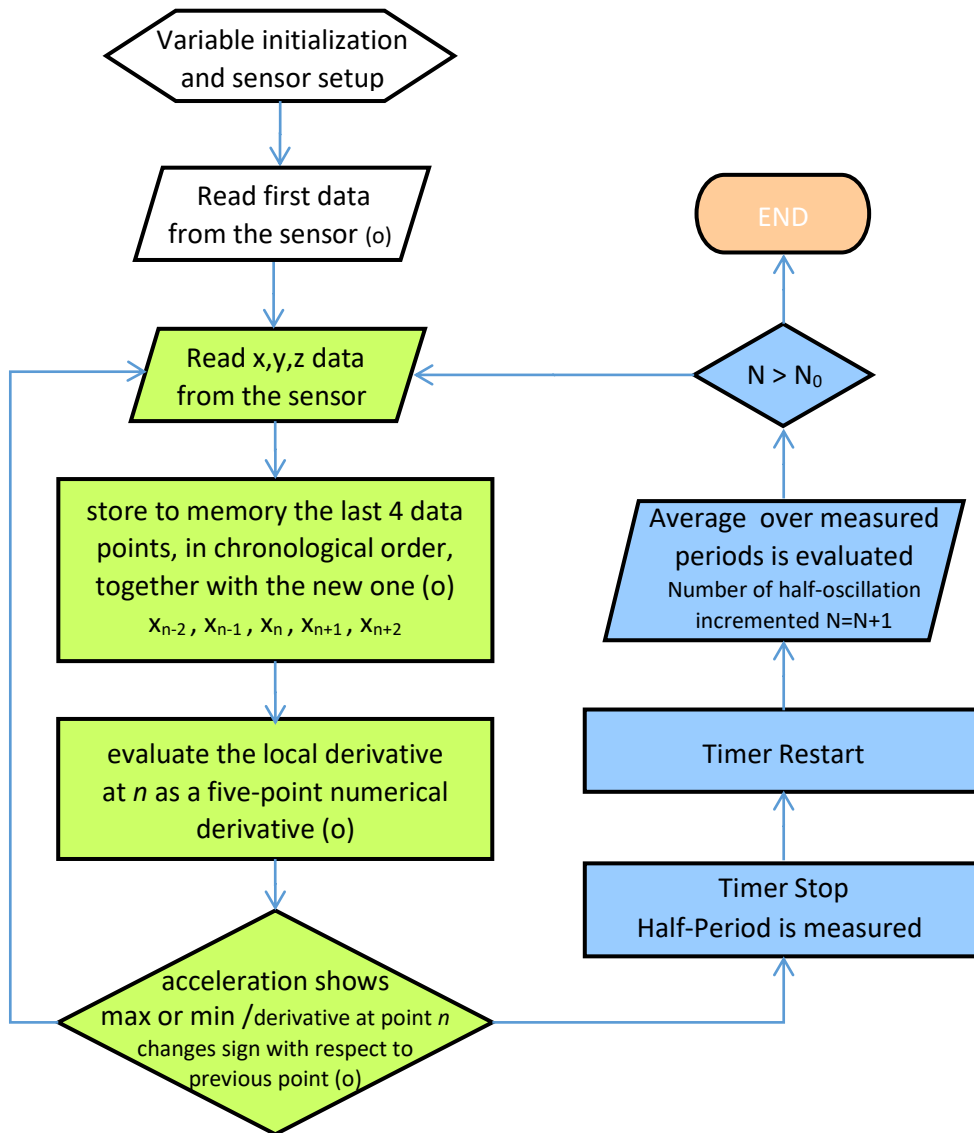 Variable initialization
and sensor setup
Read first data
from the sensor (o)
Read x,y,z data
from the sensor
store to memory the last 4 data
points, in chronological order,
together with the new one (o)
xₙ₋₂ , xₙ₋₁ , xₙ , xₙ₊₁ , xₙ₊₂
evaluate the local derivative
at n as a five-point numerical
derivative (o)
acceleration shows
max or min /derivative at point n
changes sign with respect to
previous point (o)
Timer Stop
Half-Period is measured
Timer Restart
Average over measured
periods is evaluated
Number of half-oscillation
incremented N=N+1
N > N₀
END